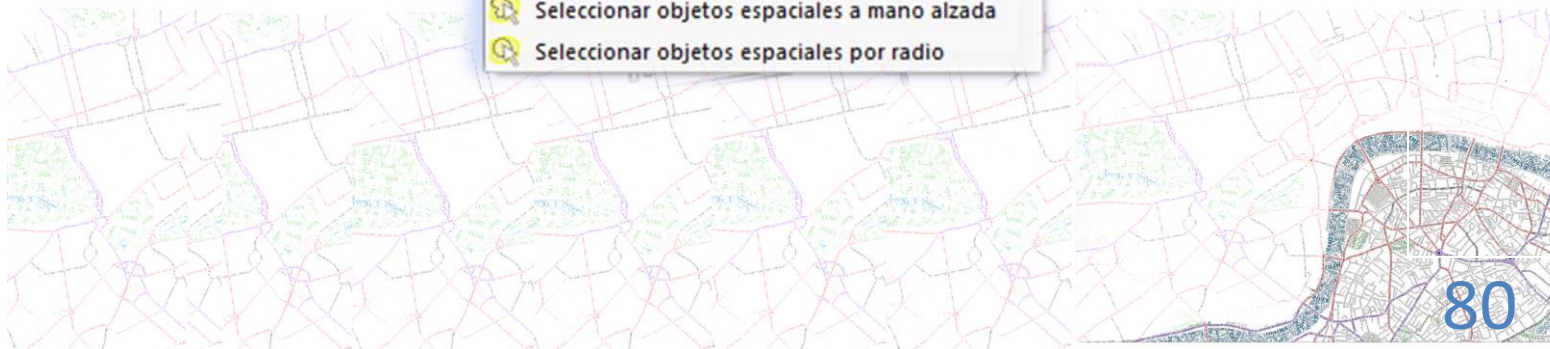 Seleccionar objetos espaciales a mano alzada
Seleccionar objetos espaciales por radio
80